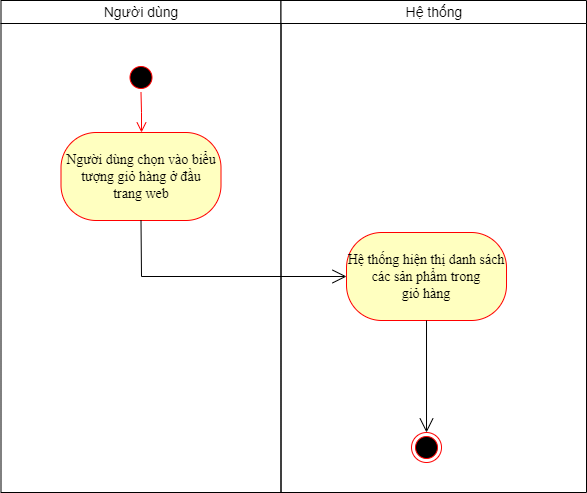 Người dùng
Hệ thống
Người dùng chọn vào biểu
tượng giỏ hàng ở đầu
trang web
Hệ thống hiện thị danh sách
các sản phẩm trong
giỏ hàng